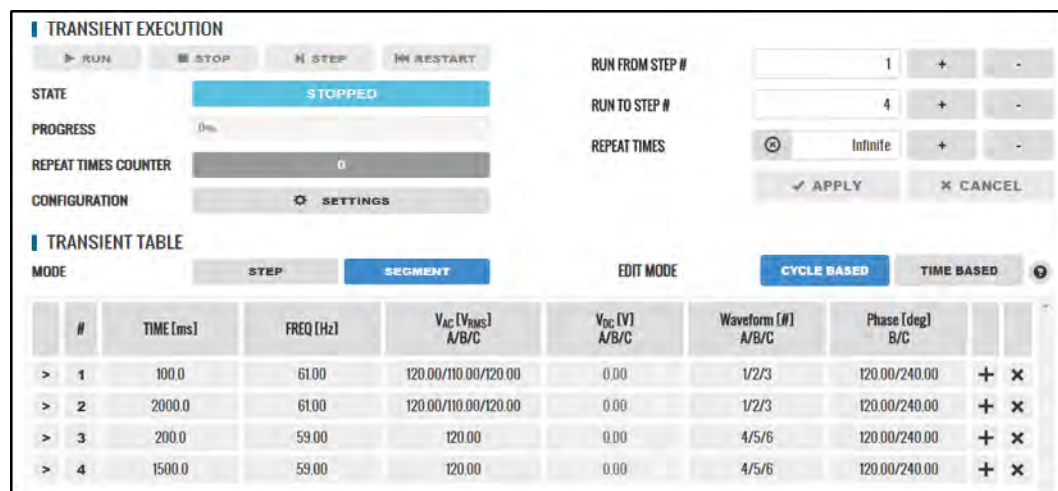 TRANSIENT EXECUTION
RUN STOP STEP RESTART
RUN FROM STEP # 1 + -
STATE STOPPED
RUN TO STEP # 4 + -
PROGRESS 0%
REPEAT TIMES Infinite + -
REPEAT TIMES COUNTER 0
APPLY CANCEL
CONFIGURATION SETTINGS
TRANSIENT TABLE
MODE STEP SEGMENT EDIT MODE CYCLE BASED TIME BASED ?
# TIME [ms] FREQ [Hz] VAC [VRMS] A/B/C VDC [V] A/B/C Waveform [#] A/B/C Phase [deg] B/C
> 1 100.0 61.00 120.00/110.00/120.00 0.00 1/2/3 120.00/240.00 + ×
> 2 2000.0 61.00 120.00/110.00/120.00 0.00 1/2/3 120.00/240.00 + ×
> 3 200.0 59.00 120.00 0.00 4/5/6 120.00/240.00 + ×
> 4 1500.0 59.00 120.00 0.00 4/5/6 120.00/240.00 + ×